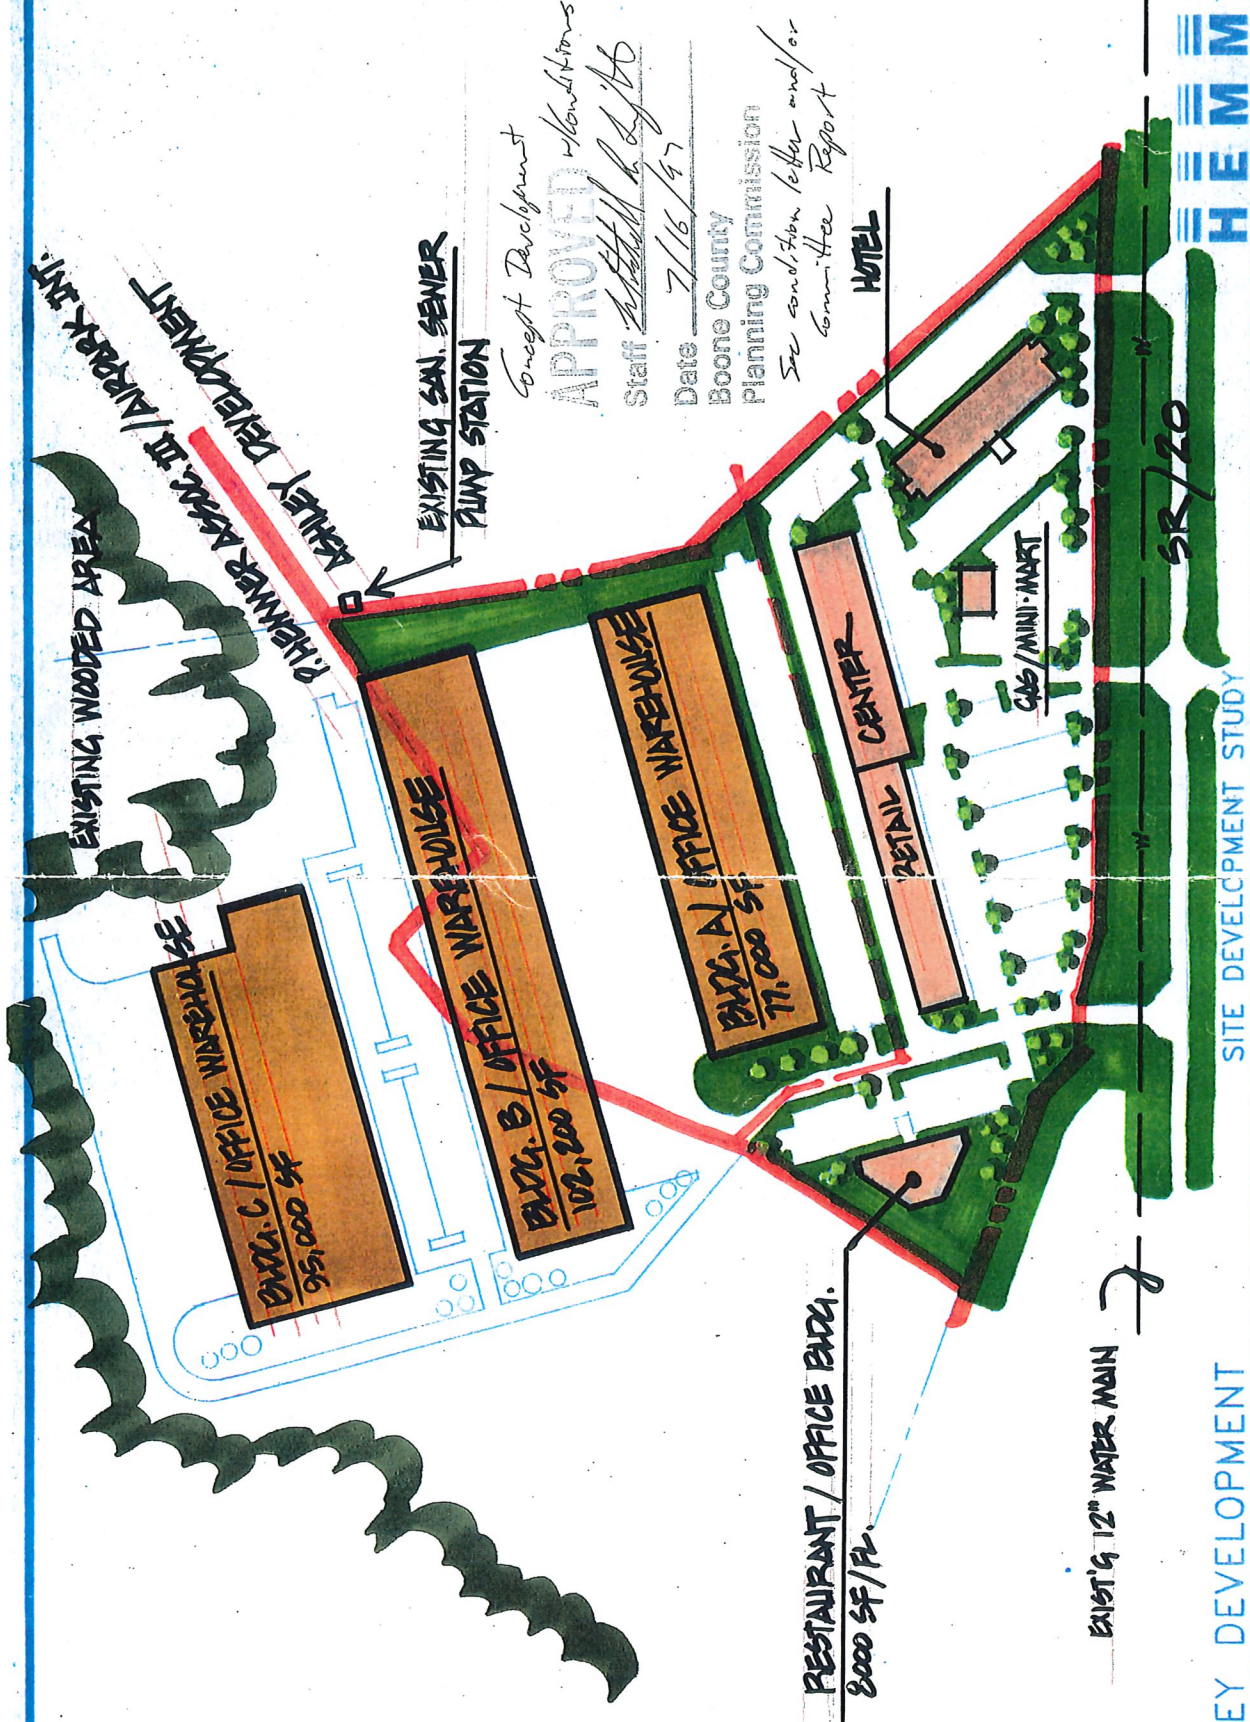 EXISTING WOODED AREA
P. HEMMER ASSOC. III / AIRPARK INT.
ASHLEY DEVELOPMENT
EXISTING SAN. SEWER
PUMP STATION
Concept Development
APPROVED w/Conditions
Staff
Date 7/16/97
Boone County
Planning Commission
See condition letter and/or
Committee Report
HOTEL
BLDG. C / OFFICE WAREHOUSE
95,000 SF
BLDG. B / OFFICE WAREHOUSE
102,200 SF
BLDG. A / OFFICE WAREHOUSE
77,000 SF
RETAIL CENTER
GAS/MINI-MART
RESTAURANT / OFFICE BLDG.
8000 SF/FL.
EXIST'G 12" WATER MAIN
W
W
SR/20
EY DEVELOPMENT
SITE DEVELOPMENT STUDY
HEMM